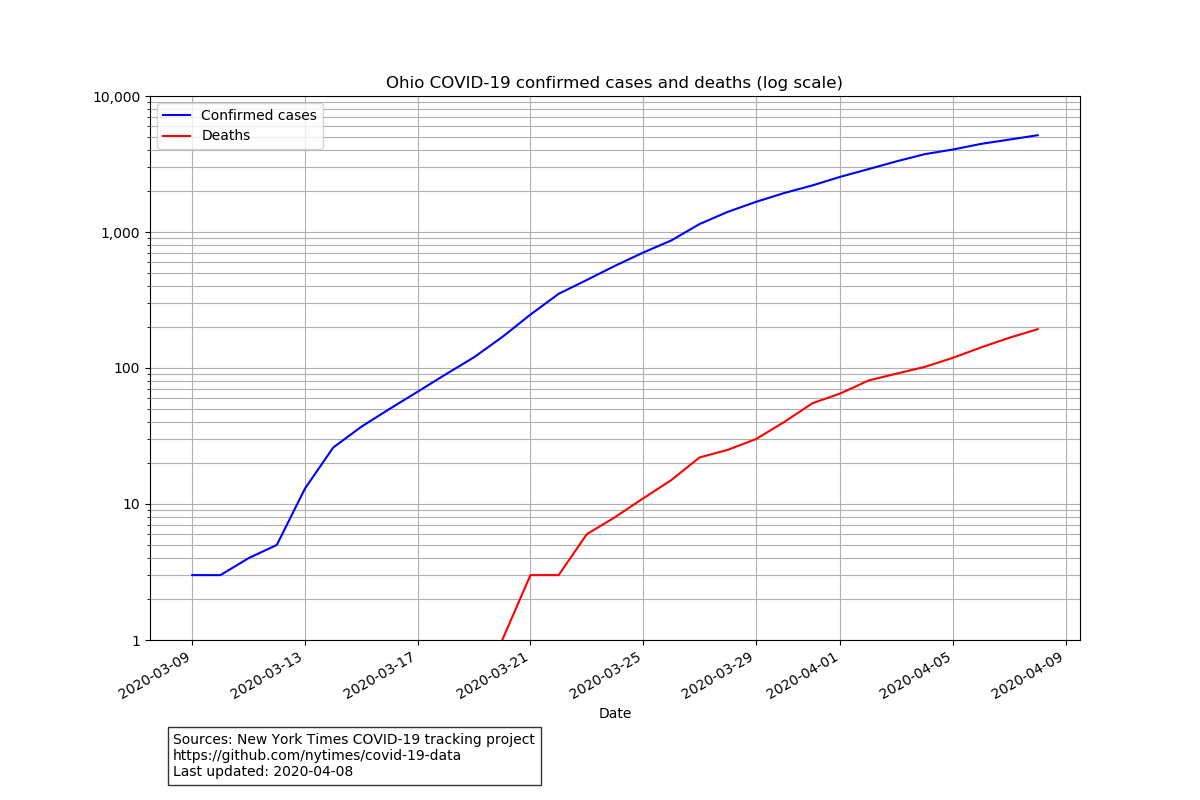 Ohio COVID-19 confirmed cases and deaths (log scale)
Confirmed cases
Deaths
10,000
1,000
100
10
1
2020-03-09
2020-03-13
2020-03-17
2020-03-21
2020-03-25
2020-03-29
2020-04-01
2020-04-05
2020-04-09
Date
Sources: New York Times COVID-19 tracking project
https://github.com/nytimes/covid-19-data
Last updated: 2020-04-08